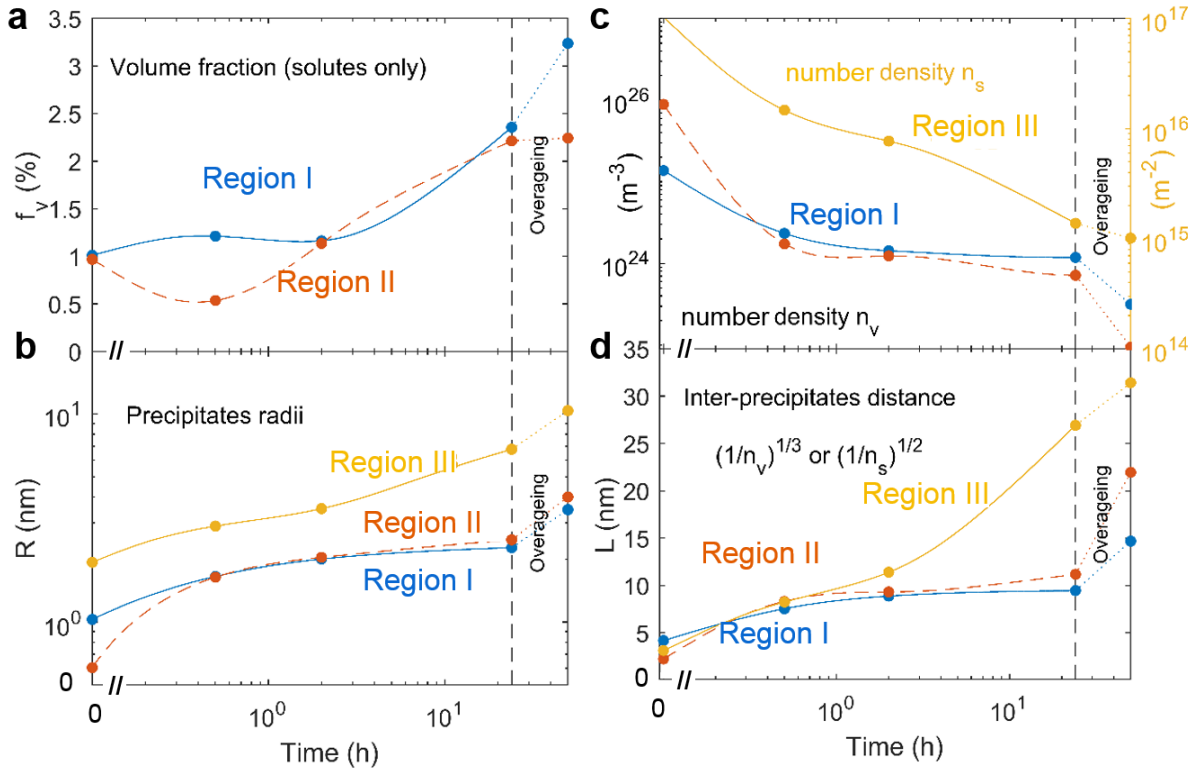 a
3.5
3
2.5
2
1.5
1
0.5
0
f_v (%)
Volume fraction (solutes only)
Region I
Region II
Overageing
//
b
10^1
10^0
0
R (nm)
Precipitates radii
Region III
Region II
Region I
Overageing
//
0
10^0
10^1
Time (h)
c
10^26
10^24
(m^-3)
number density n_s
Region III
Region I
number density n_v
Overageing
10^17
10^16
10^15
10^14
(m^-2)
//
d
35
30
25
20
15
10
5
0
L (nm)
Inter-precipitates distance
(1/n_v)^1/3 or (1/n_s)^1/2
Region III
Region II
Region I
Overageing
//
0
10^0
10^1
Time (h)